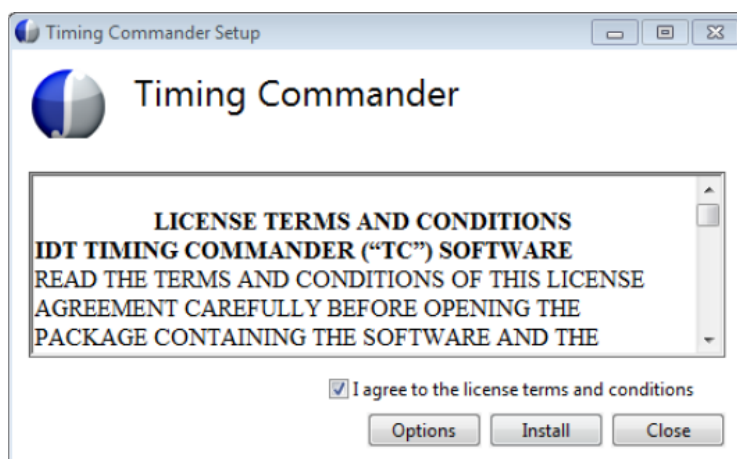 Timing Commander Setup
Timing Commander
LICENSE TERMS AND CONDITIONS
IDT TIMING COMMANDER (“TC”) SOFTWARE
READ THE TERMS AND CONDITIONS OF THIS LICENSE
AGREEMENT CAREFULLY BEFORE OPENING THE
PACKAGE CONTAINING THE SOFTWARE AND THE
I agree to the license terms and conditions
Options Install Close